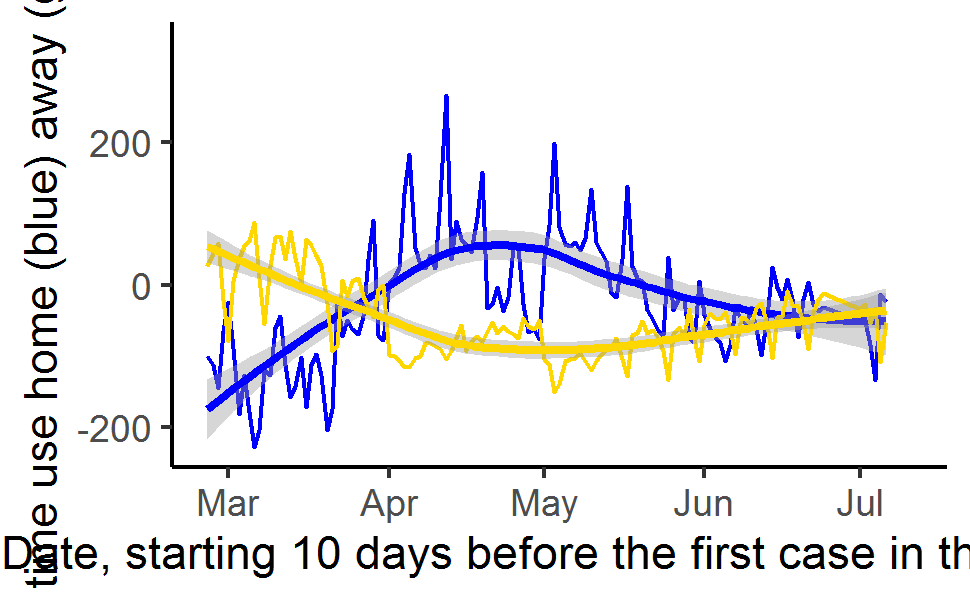 time use home (blue) away (
200
0
-200
Mar Apr May Jun Jul
Date, starting 10 days before the first case in th